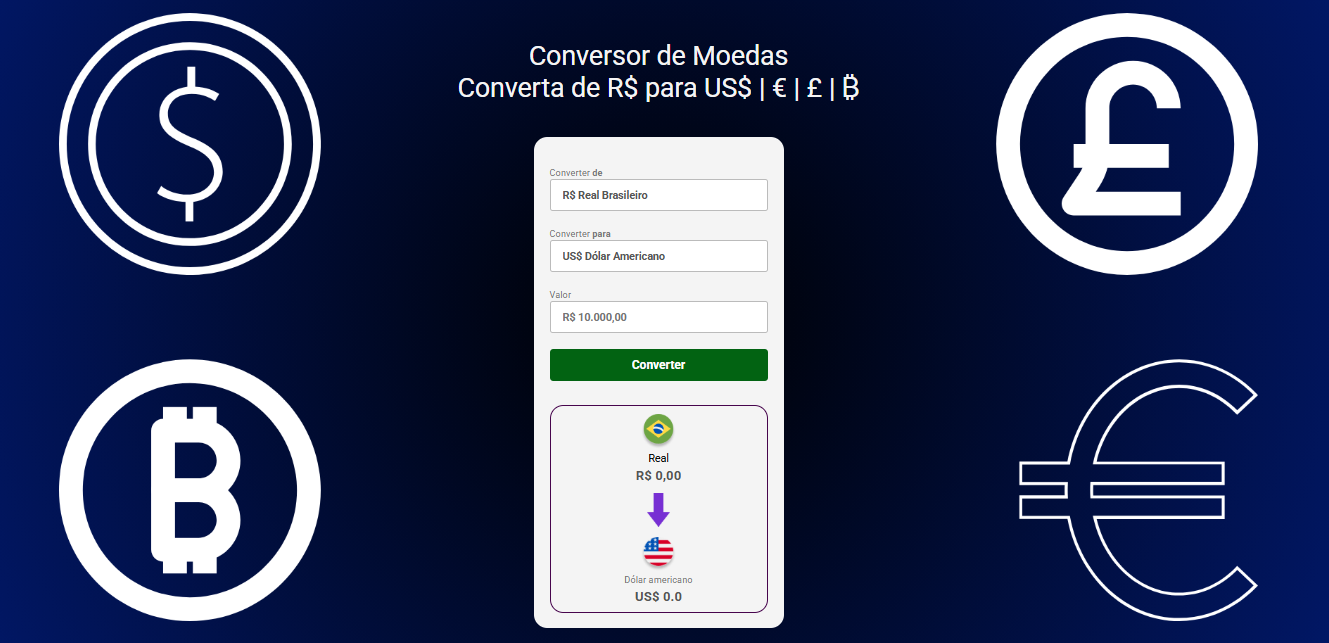 Conversor de Moedas
Converta de R$ para US$ | € | £ | ₿
Converter de
R$ Real Brasileiro
Converter para
US$ Dólar Americano
Valor
R$ 10.000,00
Converter
Real
R$ 0,00
Dólar americano
US$ 0.0